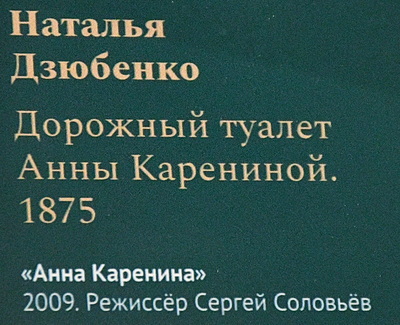 Наталья
Дзюбенко
Дорожный туалет
Анны Карениной.
1875
«Анна Каренина»
2009. Режиссёр Сергей Соловьёв